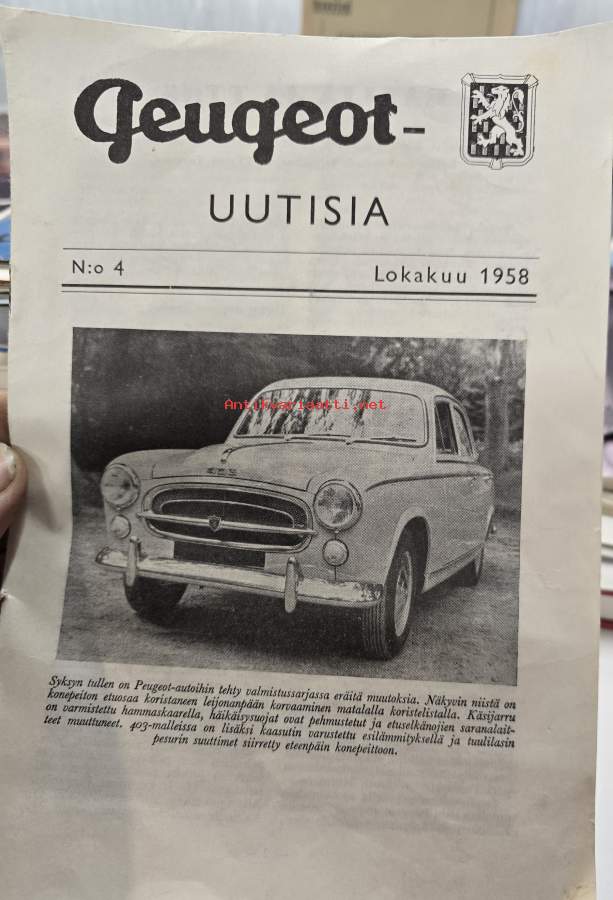 Peugeot-
UUTISIA
N:o 4 Lokakuu 1958
Antikvariaatti.net
403
Syksyn tullen on Peugeot-autoihin tehty valmistussarjassa eräitä muutoksia. Näkyvin niistä on
konepeiton etuosaa koristaneen leijonanpään korvaaminen matalalla koristelistalla. Käsijarru
on varmistettu hammaskaarella, häikäisysuojat ovat pehmustetut ja etuselkänojien saranalait-
teet muuttuneet. 403-malleissa on lisäksi kaasutin varustettu esilämmityksellä ja tuulilasin
pesurin suuttimet siirretty eteenpäin konepeittoon.